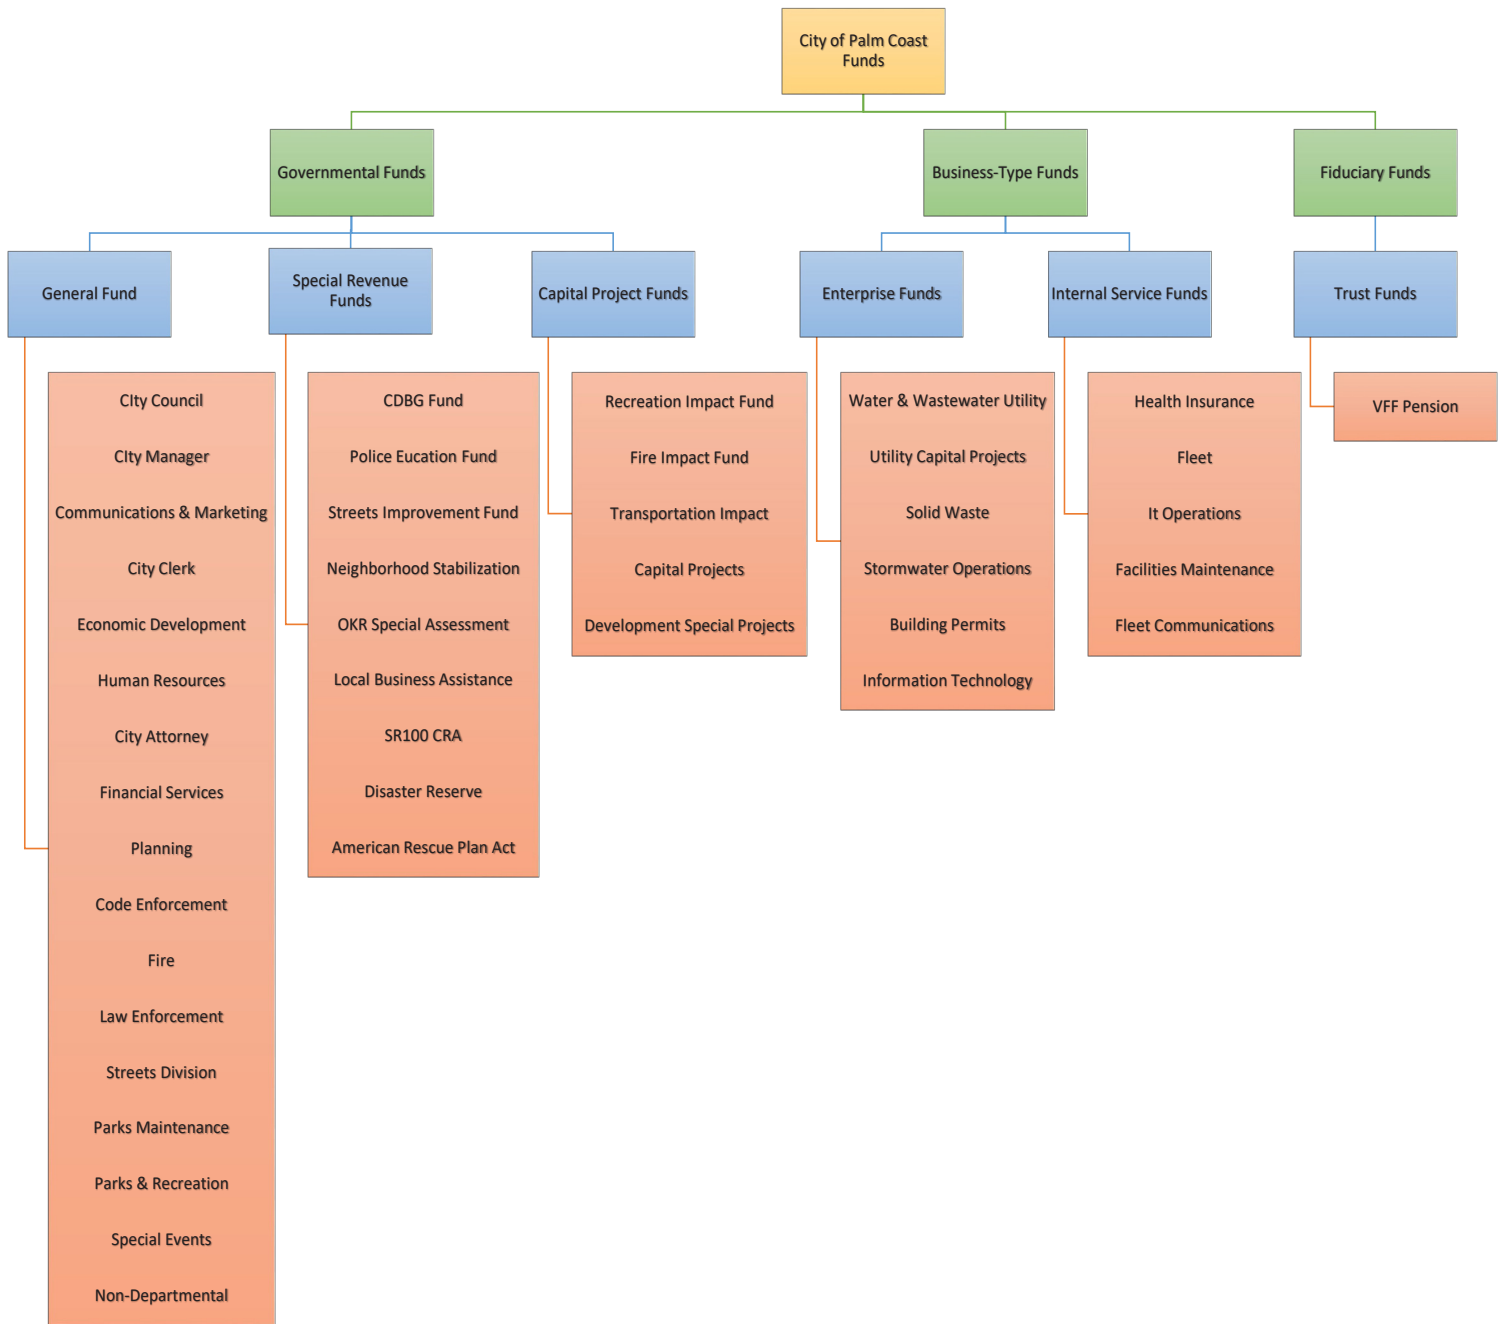 City of Palm Coast
Funds
Governmental Funds
Business-Type Funds
Fiduciary Funds
General Fund
Special Revenue
Funds
Capital Project Funds
Enterprise Funds
Internal Service Funds
Trust Funds
CIty Council
CIty Manager
Communications & Marketing
City Clerk
Economic Development
Human Resources
City Attorney
Financial Services
Planning
Code Enforcement
Fire
Law Enforcement
Streets Division
Parks Maintenance
Parks & Recreation
Special Events
Non-Departmental
CDBG Fund
Police Eucation Fund
Streets Improvement Fund
Neighborhood Stabilization
OKR Special Assessment
Local Business Assistance
SR100 CRA
Disaster Reserve
American Rescue Plan Act
Recreation Impact Fund
Fire Impact Fund
Transportation Impact
Capital Projects
Development Special Projects
Water & Wastewater Utility
Utility Capital Projects
Solid Waste
Stormwater Operations
Building Permits
Information Technology
Health Insurance
Fleet
It Operations
Facilities Maintenance
Fleet Communications
VFF Pension